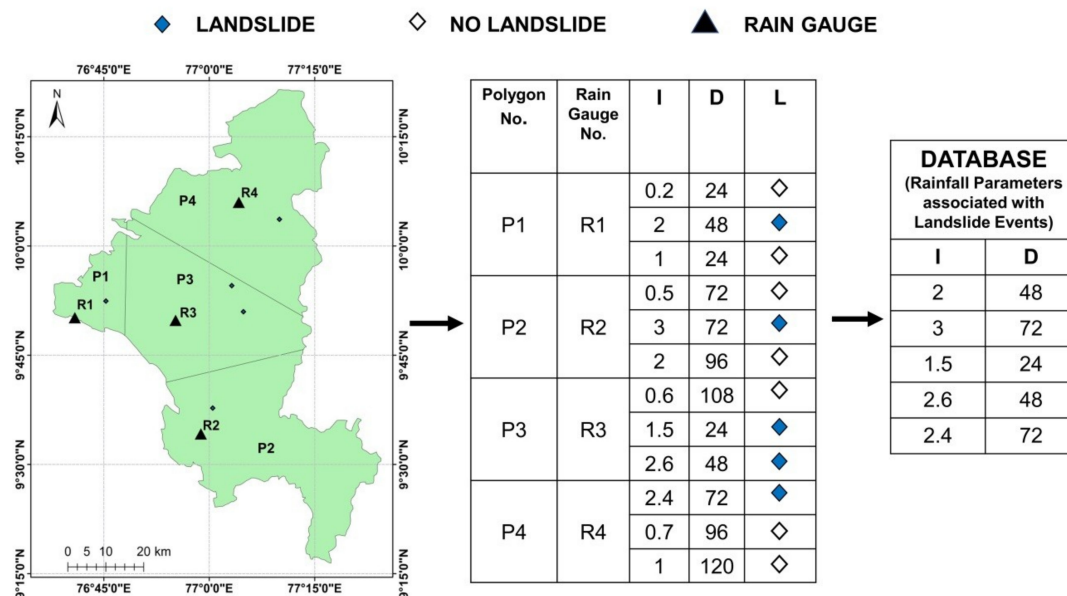 LANDSLIDE NO LANDSLIDE RAIN GAUGE
76°45'0"E 77°0'0"E 77°15'0"E
N
10°15'0"N 10°15'0"N
R4
P4
10°0'0"N 10°0'0"N
P1 P3
R1 R3
9°45'0"N 9°45'0"N
R2
P2
9°30'0"N 9°30'0"N
0 5 10 20 km
9°15'0"N 9°15'0"N
76°45'0"E 77°0'0"E 77°15'0"E
Polygon No. Rain Gauge No. I D L
P1 R1
0.2 24
2 48
1 24
P2 R2
0.5 72
3 72
2 96
P3 R3
0.6 108
1.5 24
2.6 48
P4 R4
2.4 72
0.7 96
1 120
DATABASE
(Rainfall Parameters
associated with
Landslide Events)
I D
2 48
3 72
1.5 24
2.6 48
2.4 72